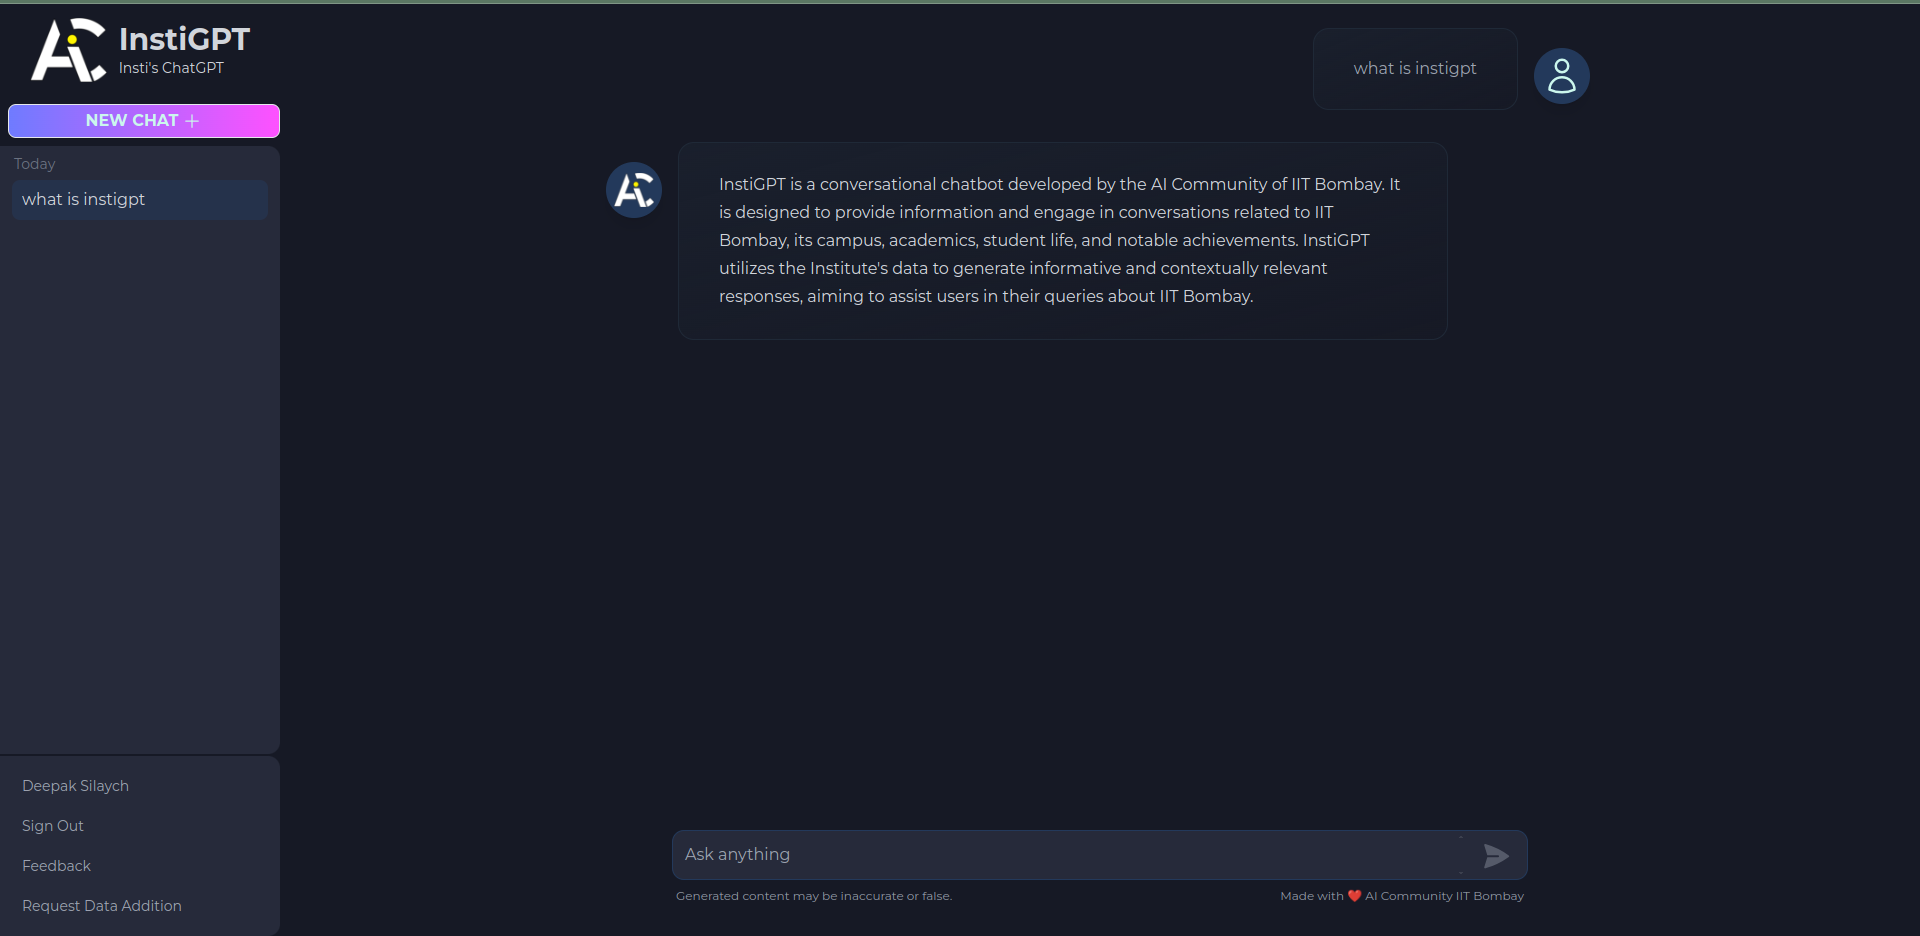 InstiGPT
Insti's ChatGPT
NEW CHAT +
Today
what is instigpt
Deepak Silaych
Sign Out
Feedback
Request Data Addition
what is instigpt
InstiGPT is a conversational chatbot developed by the AI Community of IIT Bombay. It
is designed to provide information and engage in conversations related to IIT
Bombay, its campus, academics, student life, and notable achievements. InstiGPT
utilizes the Institute's data to generate informative and contextually relevant
responses, aiming to assist users in their queries about IIT Bombay.
Ask anything
Generated content may be inaccurate or false.
Made with ❤️ AI Community IIT Bombay